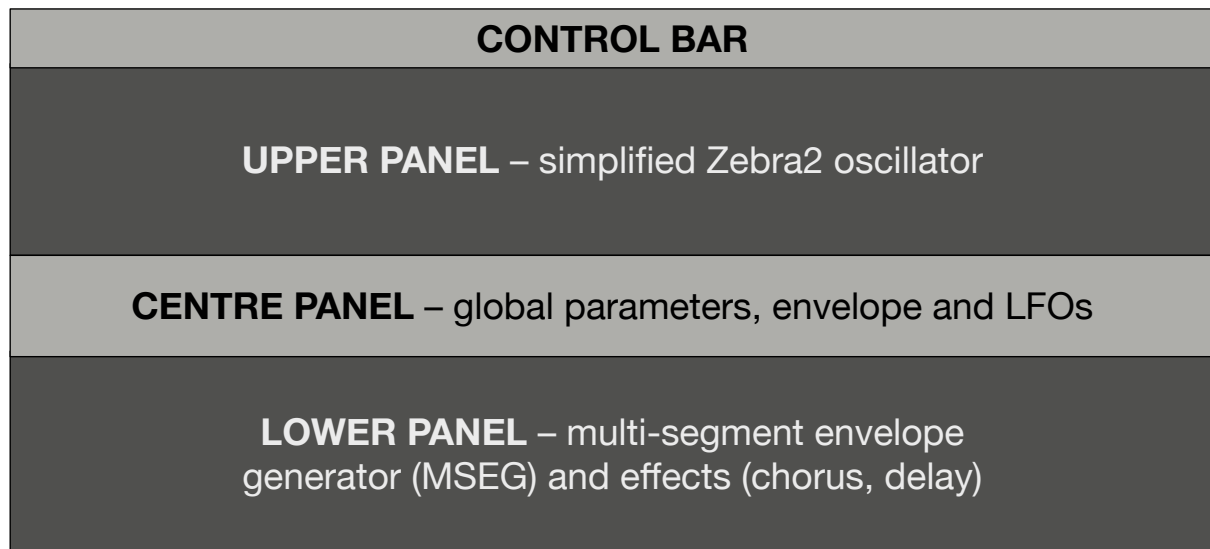 CONTROL BAR
UPPER PANEL – simplified Zebra2 oscillator
CENTRE PANEL – global parameters, envelope and LFOs
LOWER PANEL – multi-segment envelope
generator (MSEG) and effects (chorus, delay)